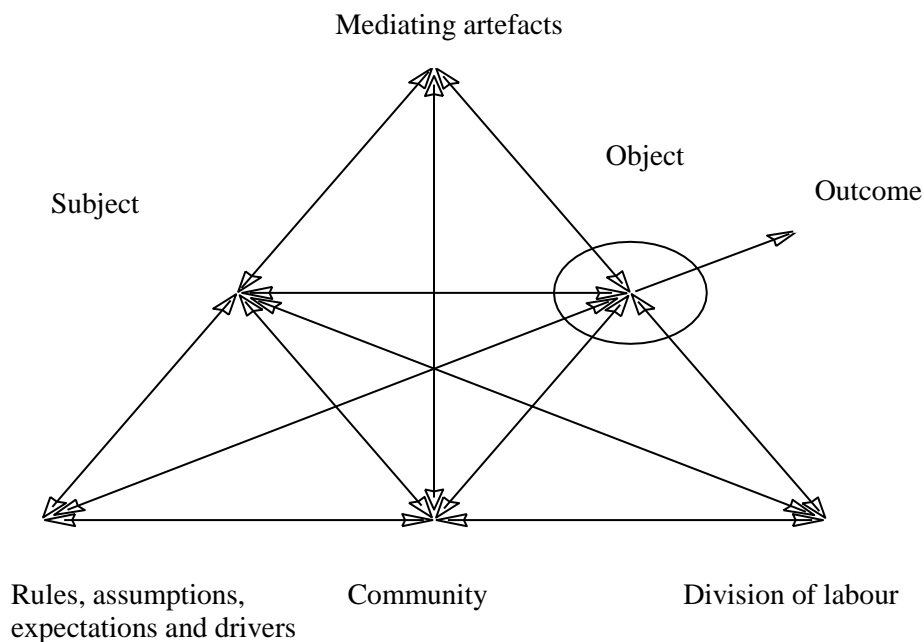 Mediating artefacts
Object
Outcome
Subject
Rules, assumptions,
expectations and drivers
Community
Division of labour